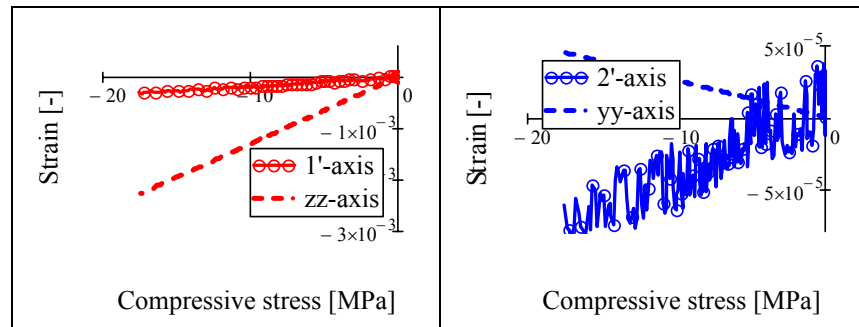 − 20
− 10
0
− 1×10⁻³
− 3×10⁻³
Strain [-]
1'-axis
zz-axis
Compressive stress [MPa]
5×10⁻⁵
− 20
− 10
0
− 5×10⁻⁵
Strain [-]
2'-axis
yy-axis
Compressive stress [MPa]